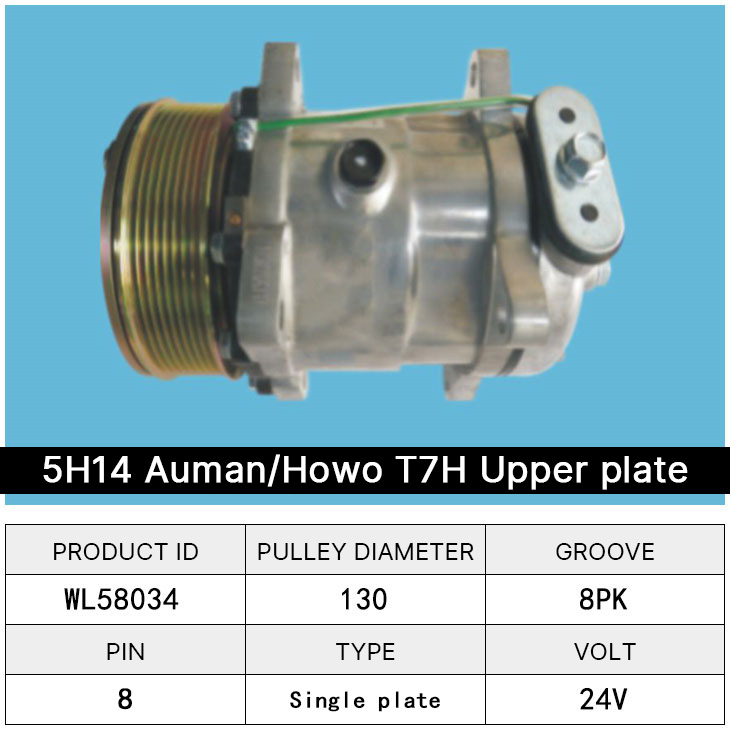 5H14 Auman/Howo T7H Upper plate
PRODUCT ID PULLEY DIAMETER GROOVE
WL58034 130 8PK
PIN TYPE VOLT
8 Single plate 24V